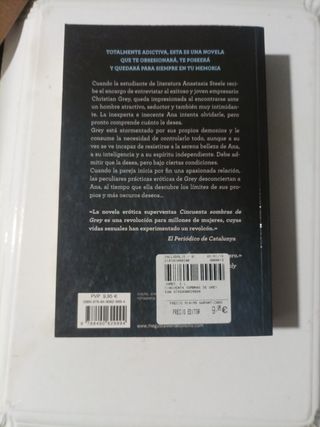 TOTALMENTE ADICTIVA, ESTA ES UNA NOVELA
QUE TE OBSESIONARÁ, TE POSEERÁ
Y QUEDARÁ PARA SIEMPRE EN TU MEMORIA
Cuando la estudiante de literatura Anastasia Steele reci-
be el encargo de entrevistar al exitoso y joven empresario
Christian Grey, queda impresionada al encontrarse ante
un hombre atractivo, seductor y también muy intimidan-
te. La inexperta e inocente Ana intenta olvidarle, pero
pronto comprende cuánto le desea.
Grey está atormentado por sus propios demonios y le
consume la necesidad de controlarlo todo, aunque a su
vez se ve incapaz de resistirse a la serena belleza de Ana,
a su inteligencia y a su espíritu independiente. Debe ad-
mitir que la desea, pero bajo ciertas condiciones.
Cuando la pareja inicia por fin una apasionada relación,
las peculiares prácticas eróticas de Grey desconciertan a
Ana, al tiempo que ella descubre los límites de sus pro-
pios y más oscuros deseos...
«La novela erótica superventas Cincuenta sombras de
Grey es una revolución para millones de mujeres, cuyas
vidas sexuales han experimentado un revolcón.»
El Periódico de Catalunya
PVP 9,95 €
PRECIO EDITOR